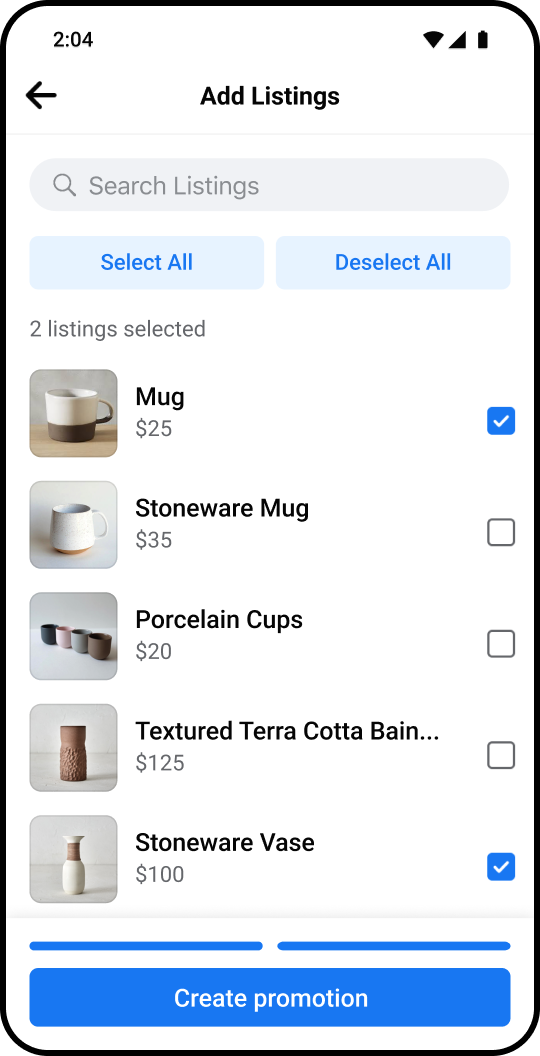 2:04
Add Listings
Search Listings
Select All
Deselect All
2 listings selected
Mug
$25
Stoneware Mug
$35
Porcelain Cups
$20
Textured Terra Cotta Bain...
$125
Stoneware Vase
$100
Create promotion